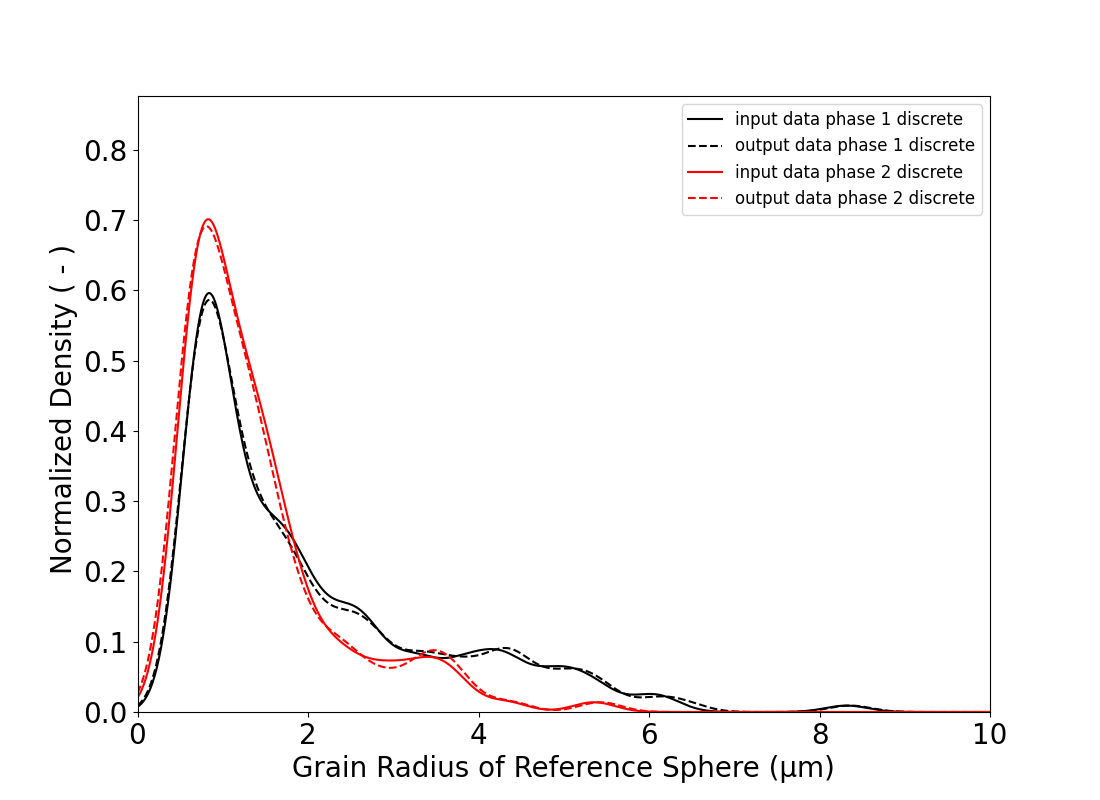 input data phase 1 discrete
output data phase 1 discrete
input data phase 2 discrete
output data phase 2 discrete
Normalized Density ( - )
0.8
0.7
0.6
0.5
0.4
0.3
0.2
0.1
0.0
0 2 4 6 8 10
Grain Radius of Reference Sphere (μm)